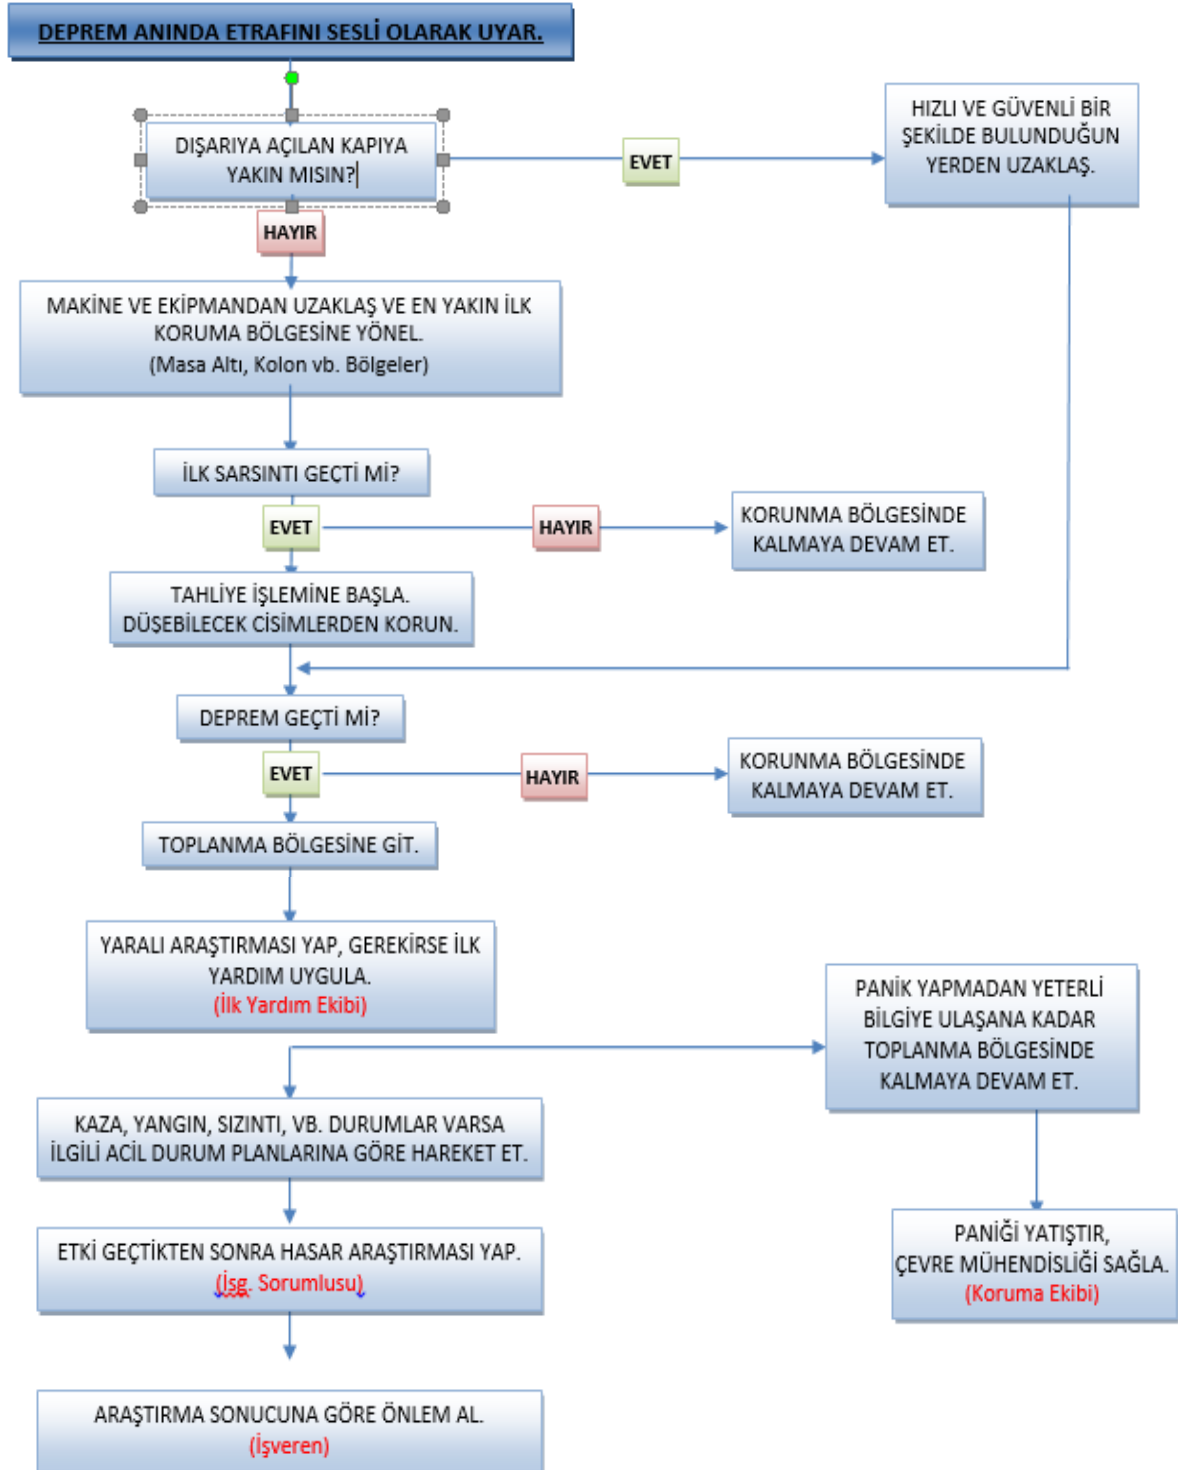 DEPREM ANINDA ETRAFINI SESLİ OLARAK UYAR.
DIŞARIYA AÇILAN KAPIYA
YAKIN MISIN?
EVET
HIZLI VE GÜVENLİ BİR
ŞEKİLDE BULUNDUĞUN
YERDEN UZAKLAŞ.
HAYIR
MAKİNE VE EKİPMANDAN UZAKLAŞ VE EN YAKIN İLK
KORUMA BÖLGESİNE YÖNEL.
(Masa Altı, Kolon vb. Bölgeler)
İLK SARSINTI GEÇTİ Mİ?
EVET
HAYIR
KORUNMA BÖLGESİNDE
KALMAYA DEVAM ET.
TAHLİYE İŞLEMİNE BAŞLA.
DÜŞEBİLECEK CİSİMLERDEN KORUN.
DEPREM GEÇTİ Mİ?
EVET
HAYIR
KORUNMA BÖLGESİNDE
KALMAYA DEVAM ET.
TOPLANMA BÖLGESİNE GİT.
YARALI ARAŞTIRMASI YAP, GEREKİRSE İLK
YARDIM UYGULA.
(İlk Yardım Ekibi)
PANİK YAPMADAN YETERLİ
BİLGİYE ULAŞANA KADAR
TOPLANMA BÖLGESİNDE
KALMAYA DEVAM ET.
KAZA, YANGIN, SIZINTI, VB. DURUMLAR VARSA
İLGİLİ ACİL DURUM PLANLARINA GÖRE HAREKET ET.
ETKİ GEÇTİKTEN SONRA HASAR ARAŞTIRMASI YAP.
(İsg. Sorumlusu)
PANİĞİ YATIŞTIR,
ÇEVRE MÜHENDİSLİĞİ SAĞLA.
(Koruma Ekibi)
ARAŞTIRMA SONUCUNA GÖRE ÖNLEM AL.
(İşveren)